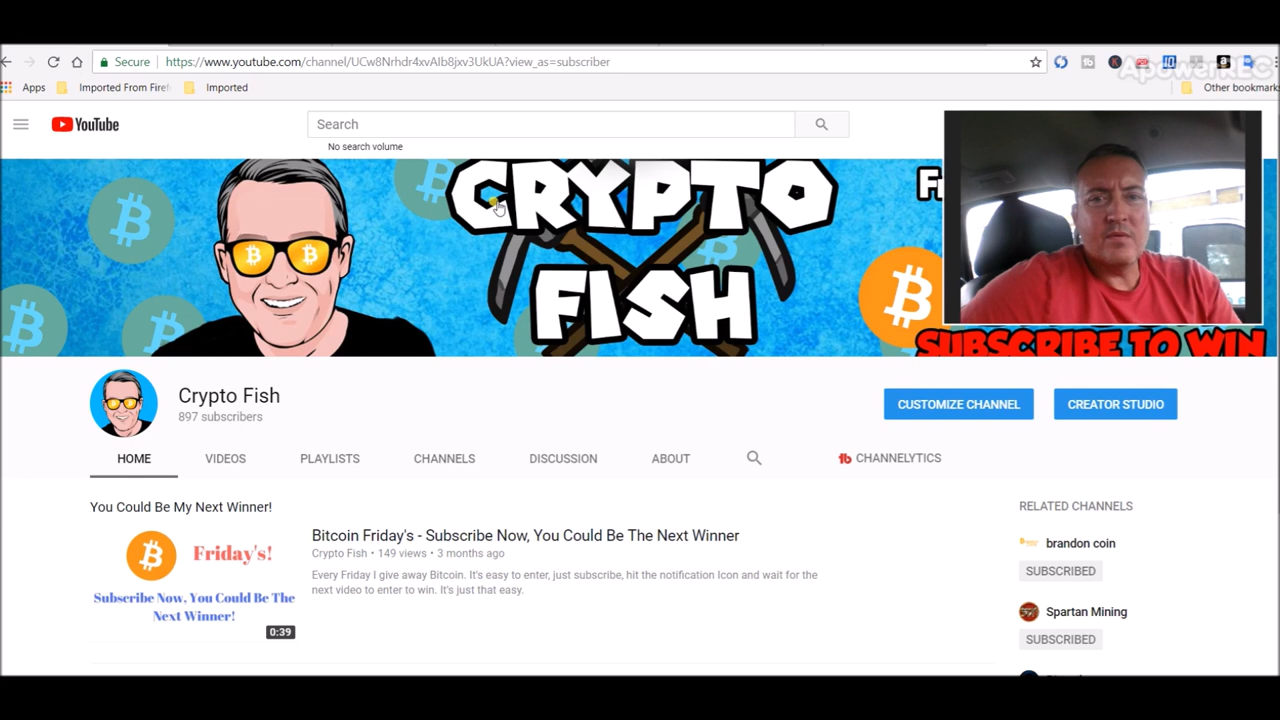 Secure
https://www.youtube.com/channel/UCw8Nrhdr4xvAIb8jxv3UkUA?view_as=subscriber
ApowerREC
Apps Imported From Firef Imported Other bookmark
YouTube
Search
No search volume
CRYPTO
FISH
SUBSCRIBE TO WIN
Crypto Fish
897 subscribers
CUSTOMIZE CHANNEL
CREATOR STUDIO
HOME VIDEOS PLAYLISTS CHANNELS DISCUSSION ABOUT CHANNELYTICS
You Could Be My Next Winner!
Friday's!
Subscribe Now, You Could Be The
Next Winner!
0:39
Bitcoin Friday's - Subscribe Now, You Could Be The Next Winner
Crypto Fish • 149 views • 3 months ago
Every Friday I give away Bitcoin. It's easy to enter, just subscribe, hit the notification Icon and wait for the
next video to enter to win. It's just that easy.
RELATED CHANNELS
brandon coin
SUBSCRIBED
Spartan Mining
SUBSCRIBED